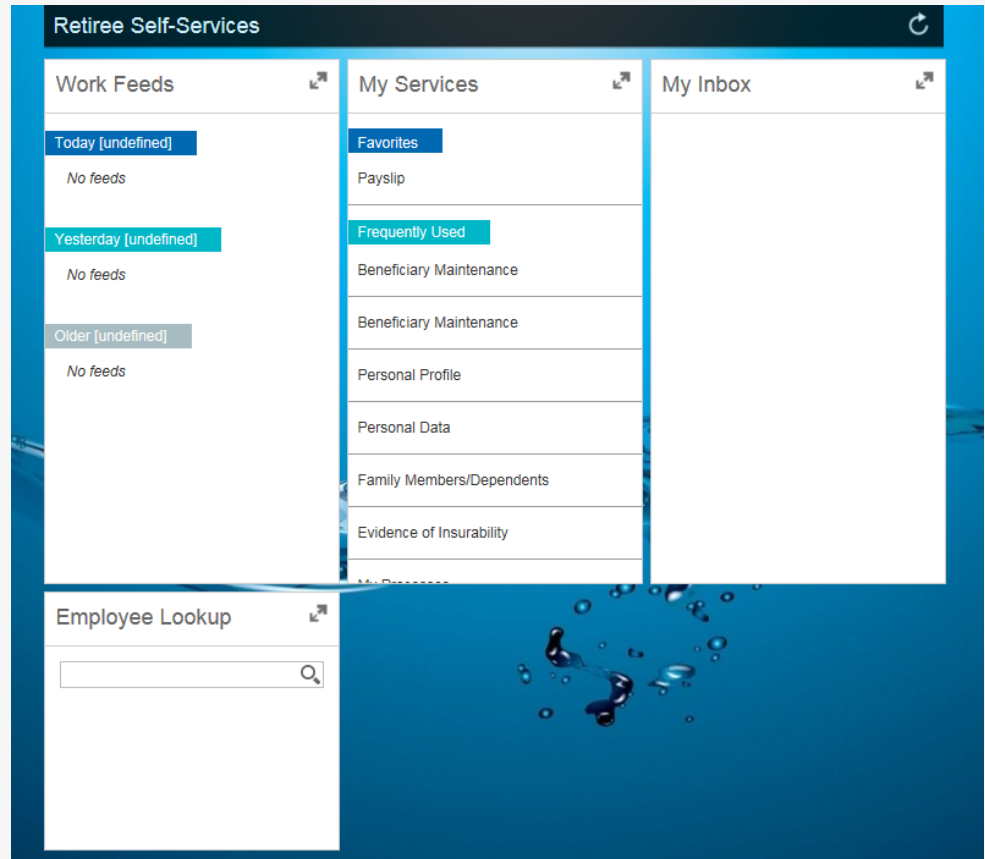 Retiree Self-Services
Work Feeds
Today [undefined]
No feeds
Yesterday [undefined]
No feeds
Older [undefined]
No feeds
My Services
Favorites
Payslip
Frequently Used
Beneficiary Maintenance
Beneficiary Maintenance
Personal Profile
Personal Data
Family Members/Dependents
Evidence of Insurability
My Processes
My Inbox
Employee Lookup